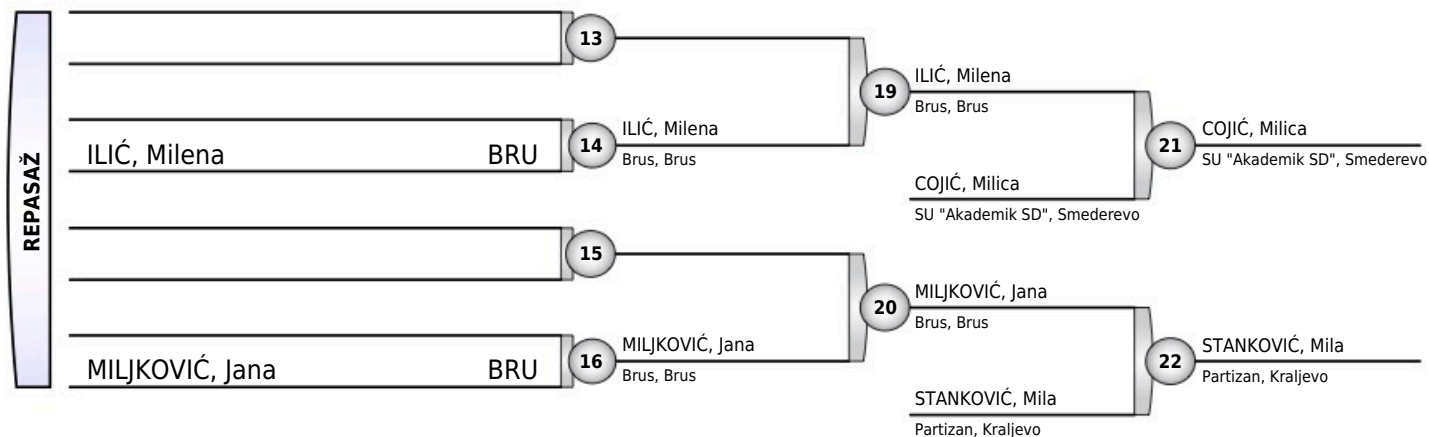 REPASAŽ
13
ILIĆ, Milena BRU
14
ILIĆ, Milena
Brus, Brus
15
MILJKOVIĆ, Jana BRU
16
MILJKOVIĆ, Jana
Brus, Brus
19
ILIĆ, Milena
Brus, Brus
COJIĆ, Milica
SU "Akademik SD", Smederevo
20
MILJKOVIĆ, Jana
Brus, Brus
STANKOVIĆ, Mila
Partizan, Kraljevo
21
COJIĆ, Milica
SU "Akademik SD", Smederevo
22
STANKOVIĆ, Mila
Partizan, Kraljevo